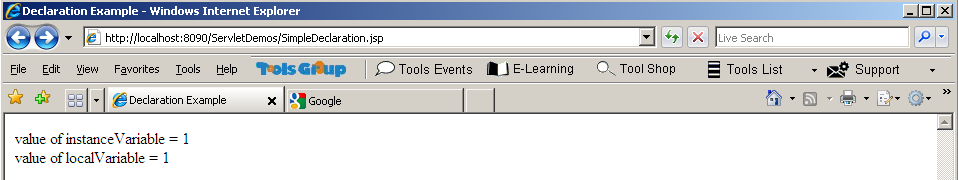 Declaration Example - Windows Internet Explorer
http://localhost:8090/ServletDemos/SimpleDeclaration.jsp
Live Search
File Edit View Favorites Tools Help ToolsGroup Tools Events E-Learning Tool Shop Tools List Support
Declaration Example Google
value of instanceVariable = 1
value of localVariable = 1